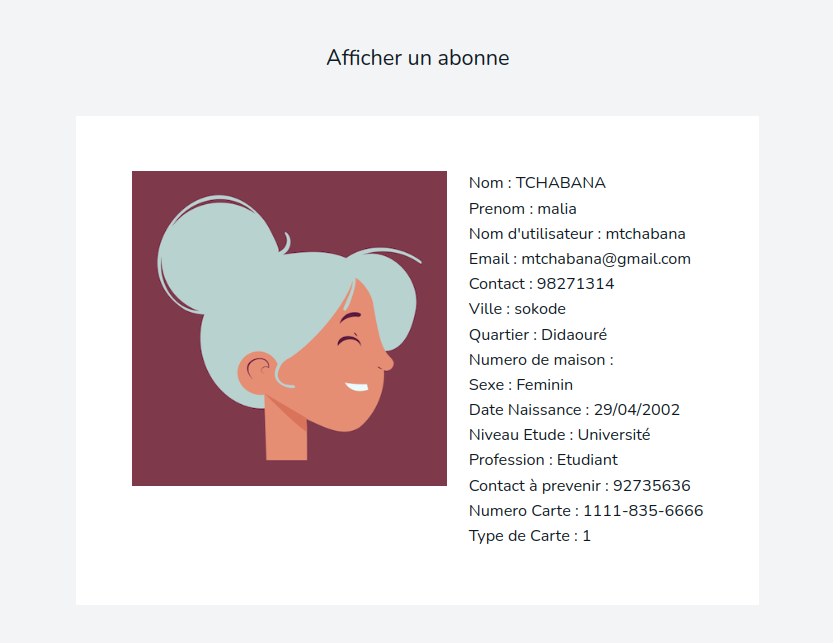 Afficher un abonne
Nom : TCHABANA
Prenom : malia
Nom d'utilisateur : mtchabana
Email : mtchabana@gmail.com
Contact : 98271314
Ville : sokode
Quartier : Didaouré
Numero de maison :
Sexe : Feminin
Date Naissance : 29/04/2002
Niveau Etude : Université
Profession : Etudiant
Contact à prevenir : 92735636
Numero Carte : 1111-835-6666
Type de Carte : 1